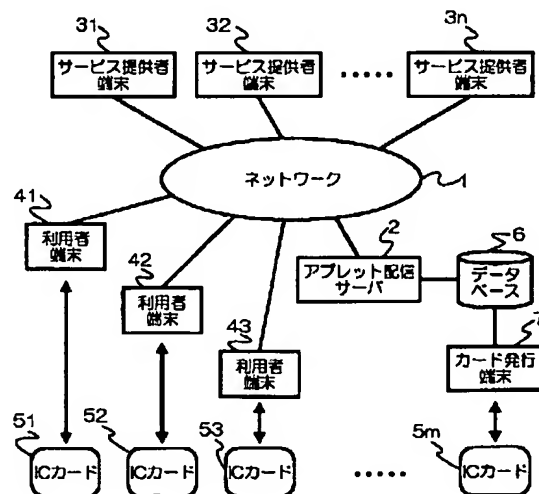 31
サービス提供者
端末
32
サービス提供者
端末
3n
サービス提供者
端末
ネットワーク
1
41
利用者
端末
42
利用者
端末
43
利用者
端末
2
アプレット配信
サーバ
6
データ
ベース
7
カード発行
端末
51
ICカード
52
ICカード
53
ICカード
5m
ICカード